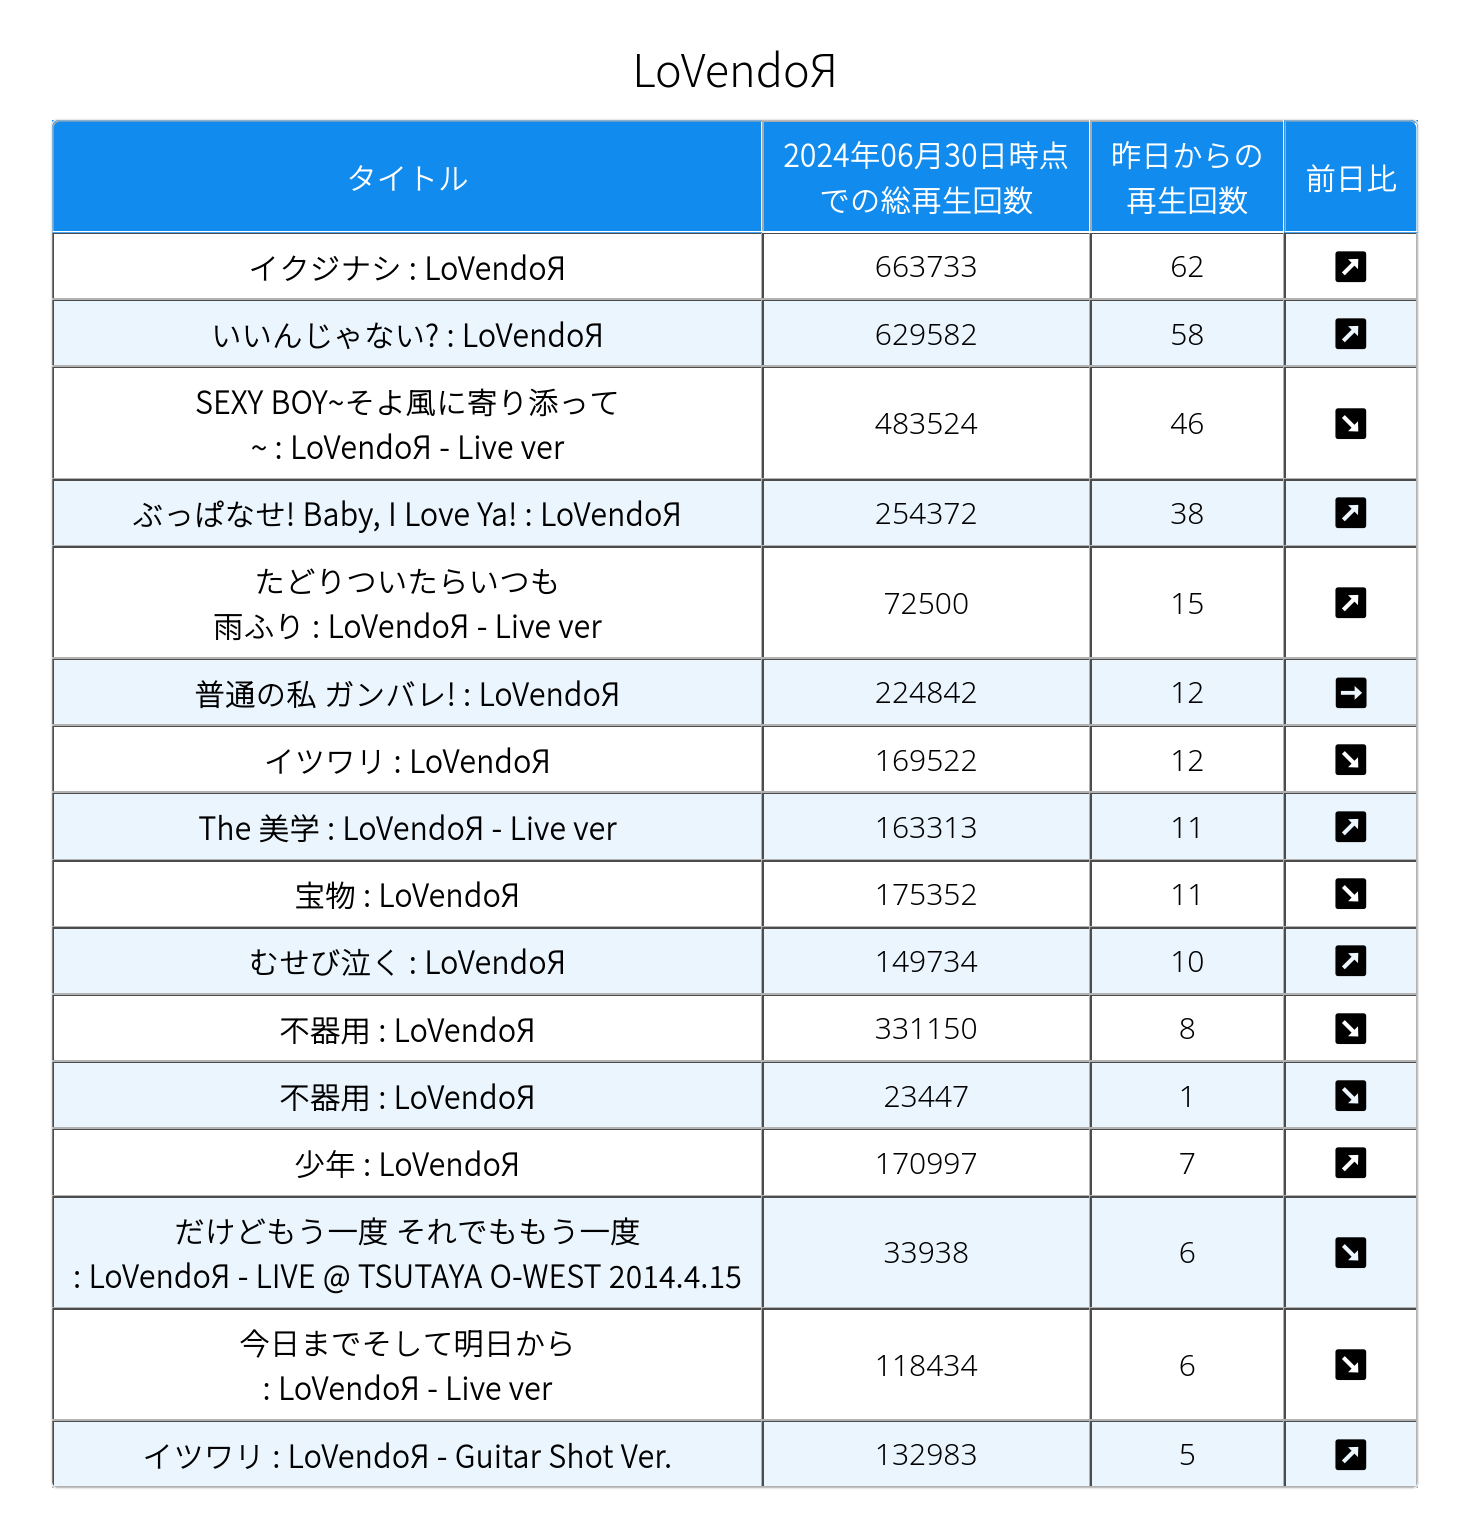 LoVendoЯ
タイトル
2024年06月30日時点
での総再生回数
昨日からの
再生回数
前日比
イクジナシ : LoVendoЯ
663733
62
いいんじゃない? : LoVendoЯ
629582
58
SEXY BOY~そよ風に寄り添って
~ : LoVendoЯ - Live ver
483524
46
ぶっぱなせ! Baby, I Love Ya! : LoVendoЯ
254372
38
たどりついたらいつも
雨ふり : LoVendoЯ - Live ver
72500
15
普通の私 ガンバレ! : LoVendoЯ
224842
12
イツワリ : LoVendoЯ
169522
12
The 美学 : LoVendoЯ - Live ver
163313
11
宝物 : LoVendoЯ
175352
11
むせび泣く : LoVendoЯ
149734
10
不器用 : LoVendoЯ
331150
8
不器用 : LoVendoЯ
23447
1
少年 : LoVendoЯ
170997
7
だけどもう一度 それでももう一度
: LoVendoЯ - LIVE @ TSUTAYA O-WEST 2014.4.15
33938
6
今日までそして明日から
: LoVendoЯ - Live ver
118434
6
イツワリ : LoVendoЯ - Guitar Shot Ver.
132983
5